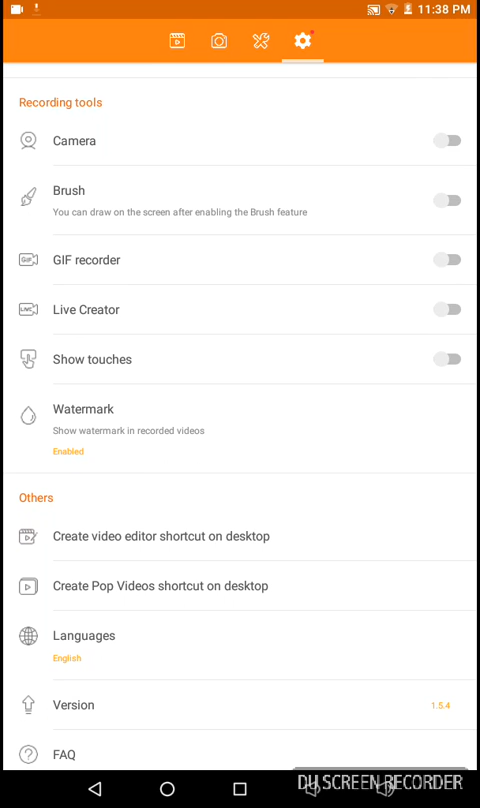 11:38 PM
Recording tools
Camera
Brush
You can draw on the screen after enabling the Brush feature
GIF
GIF recorder
LIVE
Live Creator
Show touches
Watermark
Show watermark in recorded videos
Enabled
Others
Create video editor shortcut on desktop
Create Pop Videos shortcut on desktop
Languages
English
Version
1.5.4
FAQ
DU SCREEN RECORDER